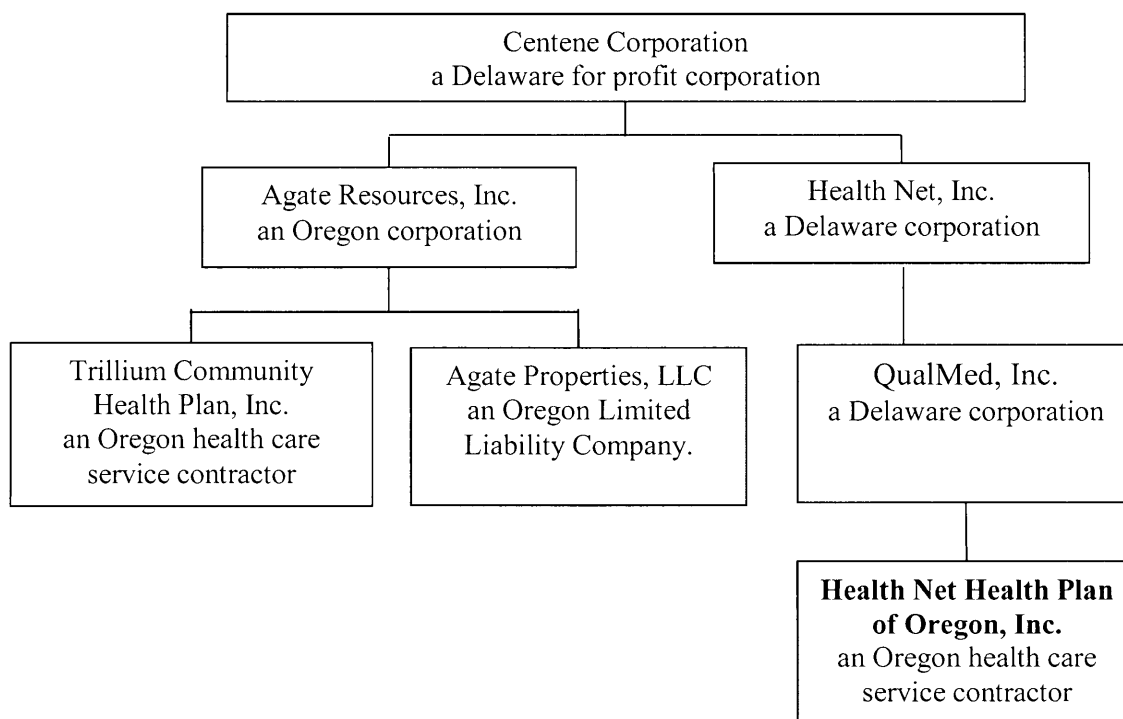 Centene Corporation
a Delaware for profit corporation
Agate Resources, Inc.
an Oregon corporation
Health Net, Inc.
a Delaware corporation
Trillium Community
Health Plan, Inc.
an Oregon health care
service contractor
Agate Properties, LLC
an Oregon Limited
Liability Company.
QualMed, Inc.
a Delaware corporation
Health Net Health Plan
of Oregon, Inc.
an Oregon health care
service contractor